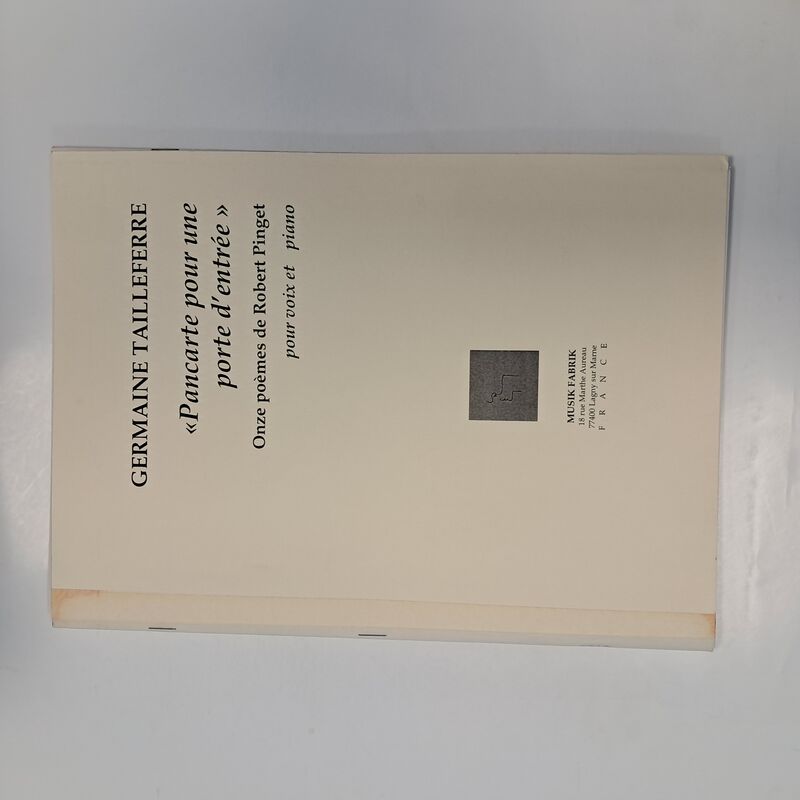 GERMAINE TAILLEFERRE
«Pancarte pour une
porte d'entrée »
Onze poèmes de Robert Pinget
pour voix et piano
MUSIK FABRIK
18 rue Marthe Aureau
77400 Lagny sur Marne
F R A N C E